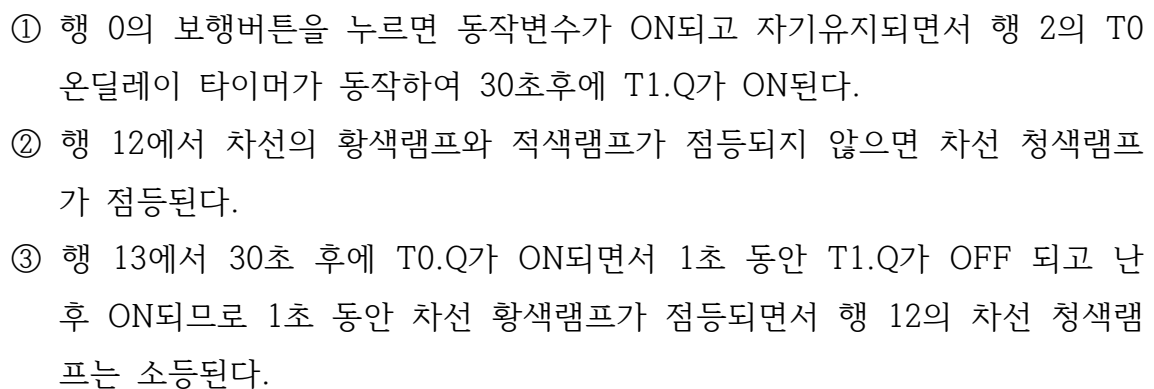 ① 행 0의 보행버튼을 누르면 동작변수가 ON되고 자기유지되면서 행 2의 T0
온딜레이 타이머가 동작하여 30초후에 T1.Q가 ON된다.
② 행 12에서 차선의 황색램프와 적색램프가 점등되지 않으면 차선 청색램프
가 점등된다.
③ 행 13에서 30초 후에 T0.Q가 ON되면서 1초 동안 T1.Q가 OFF 되고 난
후 ON되므로 1초 동안 차선 황색램프가 점등되면서 행 12의 차선 청색램
프는 소등된다.